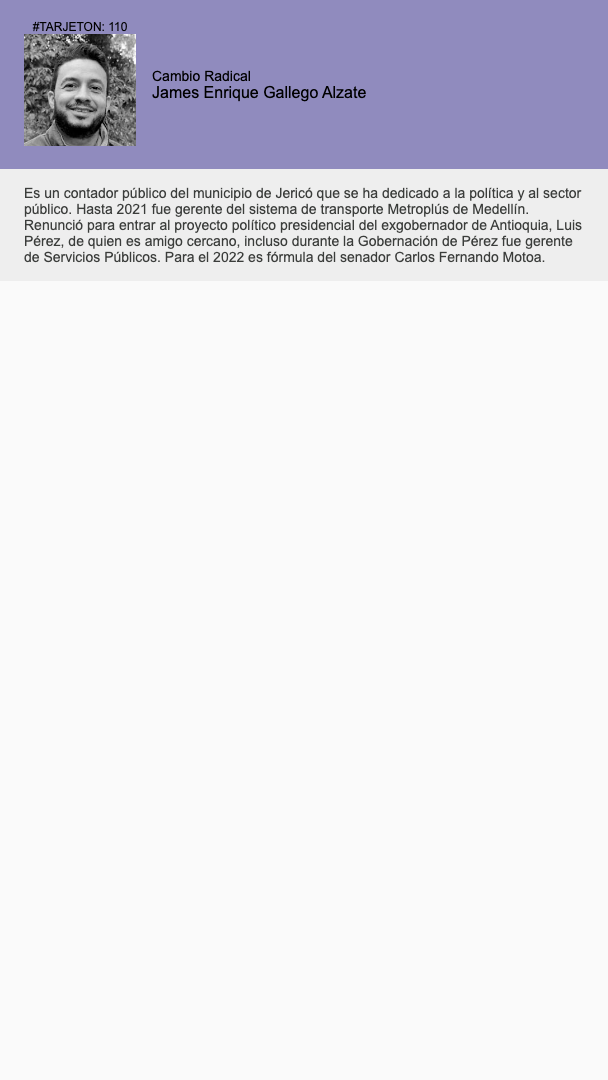 #TARJETON: 110
Cambio Radical
James Enrique Gallego Alzate
Es un contador público del municipio de Jericó que se ha dedicado a la política y al sector
público. Hasta 2021 fue gerente del sistema de transporte Metroplús de Medellín.
Renunció para entrar al proyecto político presidencial del exgobernador de Antioquia, Luis
Pérez, de quien es amigo cercano, incluso durante la Gobernación de Pérez fue gerente
de Servicios Públicos. Para el 2022 es fórmula del senador Carlos Fernando Motoa.